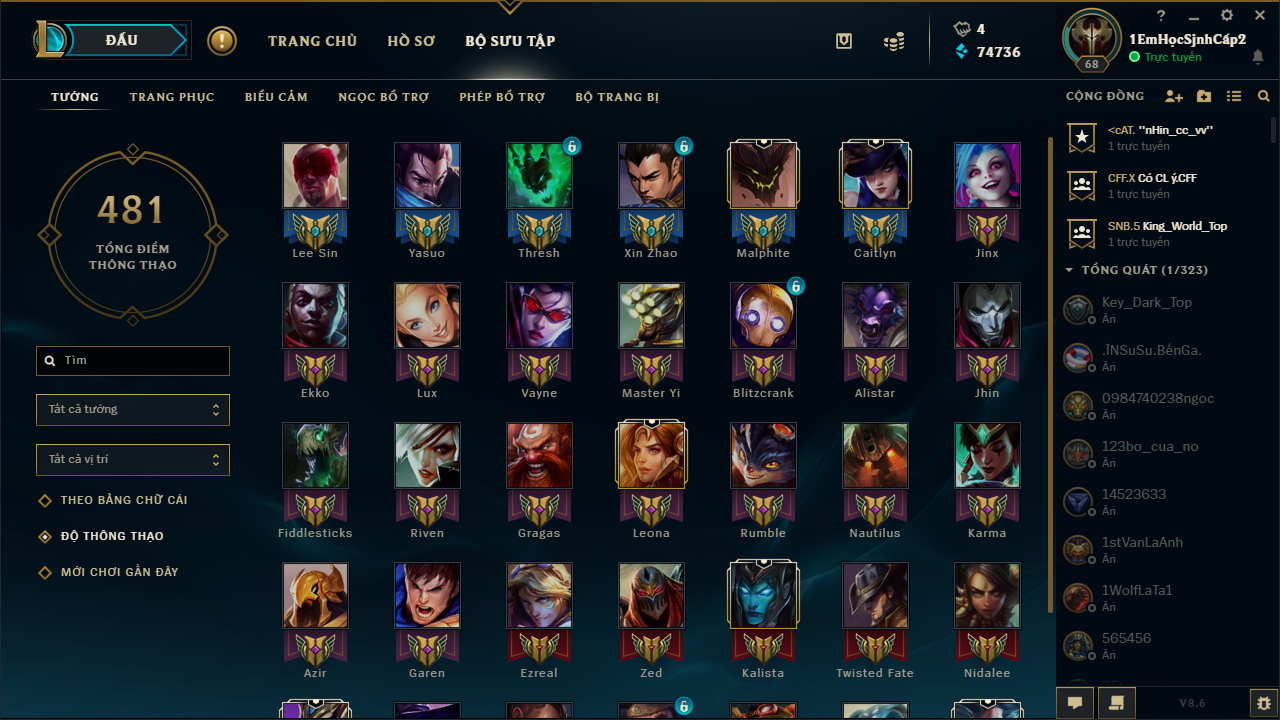 ĐẤU
TRANG CHỦ
HỒ SƠ
BỘ SƯU TẬP
4
74736
?
1EmHọcSjnhCấp2
Trực tuyến
68
TƯỚNG
TRANG PHỤC
BIỂU CẢM
NGỌC BỔ TRỢ
PHÉP BỔ TRỢ
BỘ TRANG BỊ
CỘNG ĐỒNG
481
TỔNG ĐIỂM
THÔNG THẠO
Tìm
Tất cả tướng
Tất cả vị trí
THEO BẢNG CHỮ CÁI
ĐỘ THÔNG THẠO
MỚI CHƠI GẦN ĐÂY
6
6
Lee Sin
Yasuo
Thresh
Xin Zhao
Malphite
Caitlyn
Jinx
6
Ekko
Lux
Vayne
Master Yi
Blitzcrank
Alistar
Jhin
Fiddlesticks
Riven
Gragas
Leona
Rumble
Nautilus
Karma
Azir
Garen
Ezreal
Zed
Kalista
Twisted Fate
Nidalee
6
<cAT. "nHin_cc_vv"
1 trực tuyến
CFF.X Có CL ý.CFF
1 trực tuyến
SNB.5 King_World_Top
1 trực tuyến
TỔNG QUÁT (1/323)
Key_Dark_Top
Ẩn
.ÏNSuSu.BếnGa.
Ẩn
0984740238ngoc
Ẩn
123bo_cua_no
Ẩn
14523633
Ẩn
1stVanLaAnh
Ẩn
1WolfLaTa1
Ẩn
565456
Ẩn
V8.6